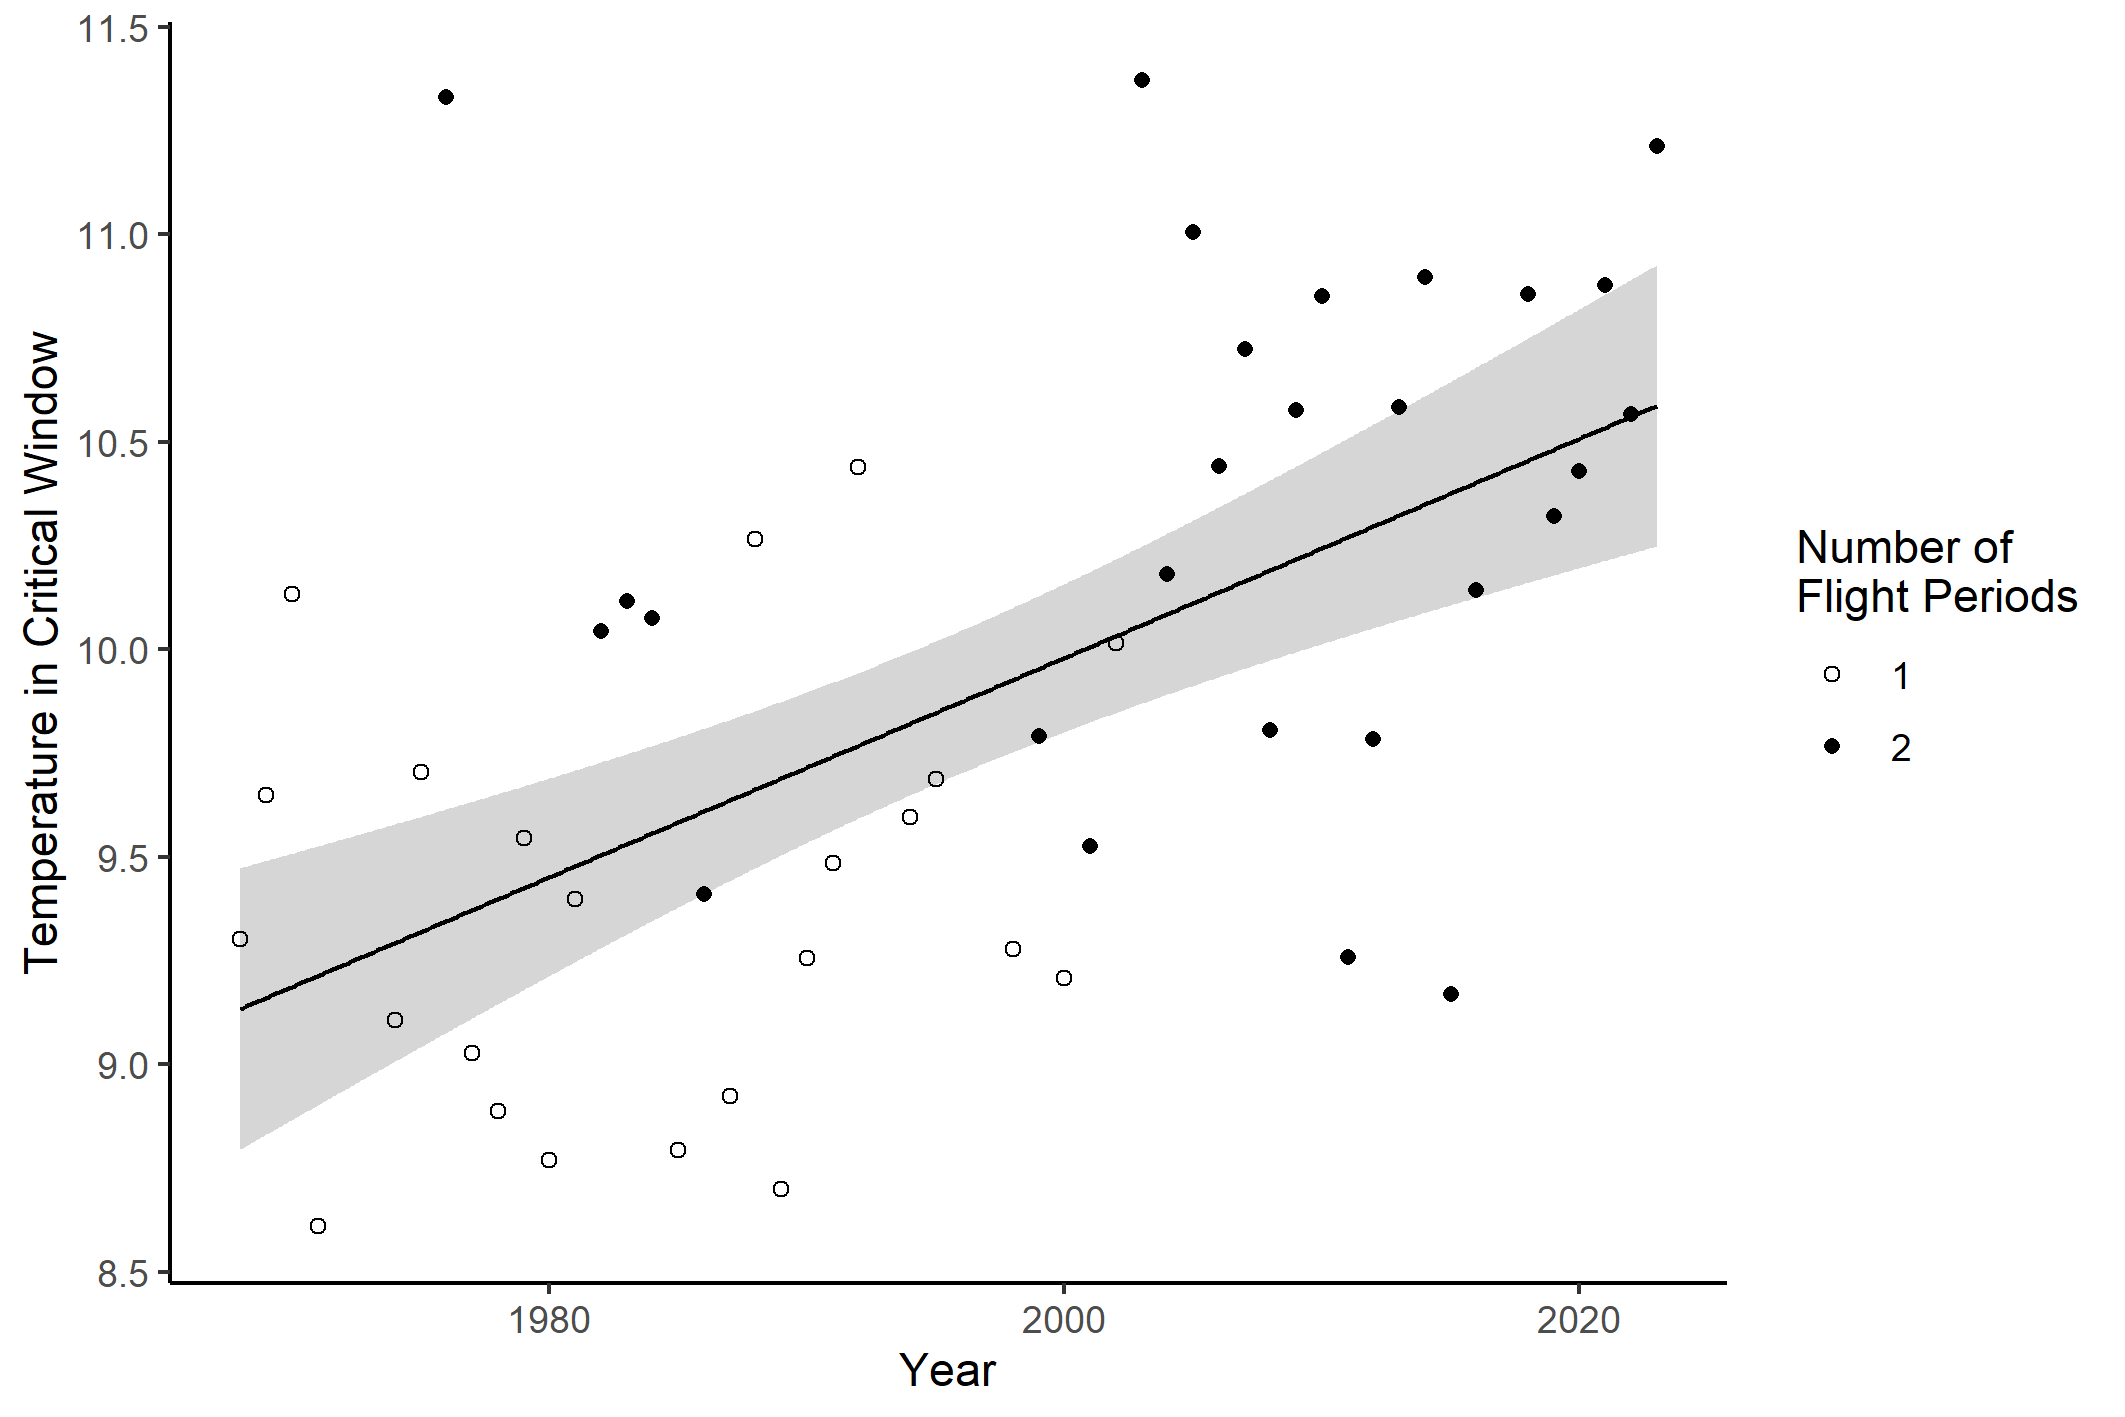 11.5
11.0
10.5
10.0
9.5
9.0
8.5
Temperature in Critical Window
1980 2000 2020
Year
Number of
Flight Periods
1
2